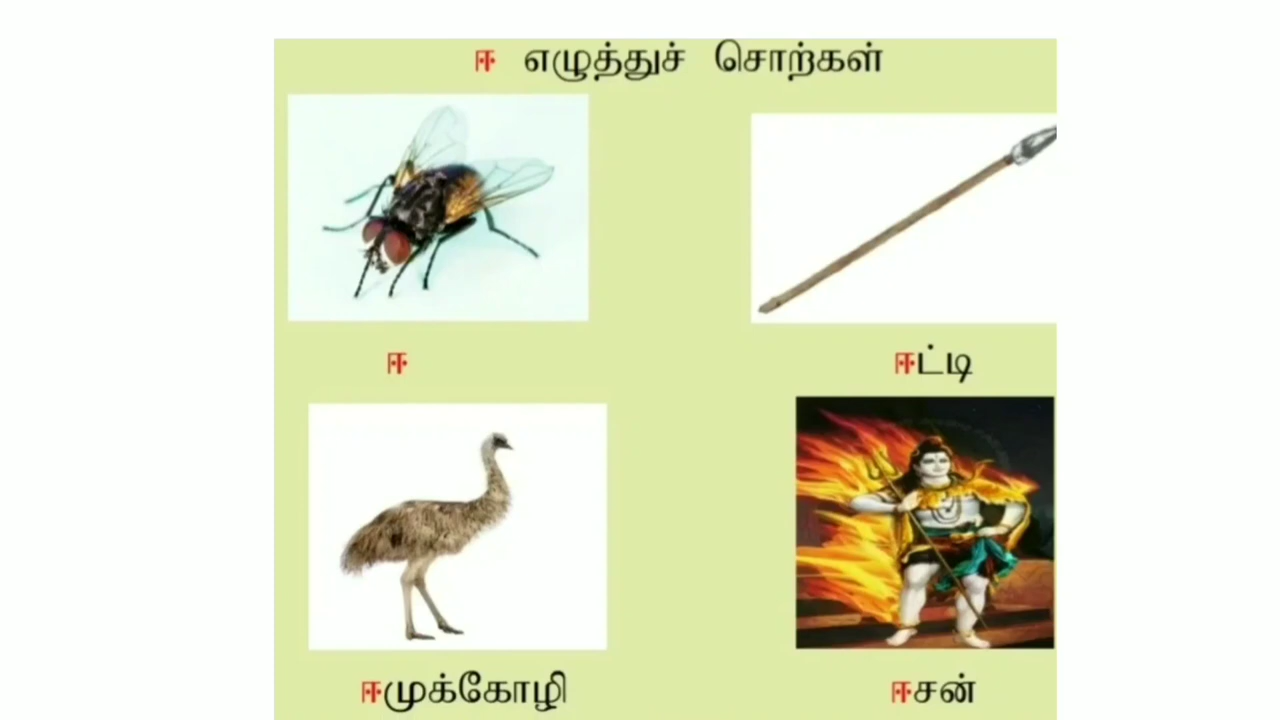 ஈ எழுத்துச் சொற்கள்
ஈ
ஈட்டி
ஈமுக்கோழி
ஈசன்